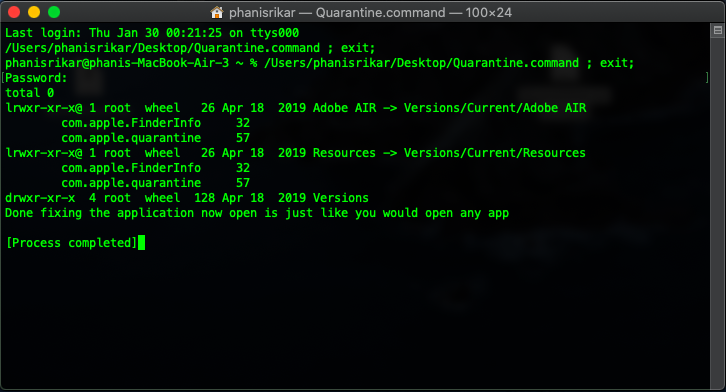 phanisrikar — Quarantine.command — 100×24
Last login: Thu Jan 30 00:21:25 on ttys000
/Users/phanisrikar/Desktop/Quarantine.command ; exit;
phanisrikar@phanis-MacBook-Air-3 ~ % /Users/phanisrikar/Desktop/Quarantine.command ; exit;
[Password: ]
total 0
lrwxr-xr-x@ 1 root  wheel   26 Apr 18  2019 Adobe AIR -> Versions/Current/Adobe AIR
        com.apple.FinderInfo     32
        com.apple.quarantine     57
lrwxr-xr-x@ 1 root  wheel   26 Apr 18  2019 Resources -> Versions/Current/Resources
        com.apple.FinderInfo     32
        com.apple.quarantine     57
drwxr-xr-x  4 root  wheel  128 Apr 18  2019 Versions
Done fixing the application now open is just like you would open any app
[Process completed]